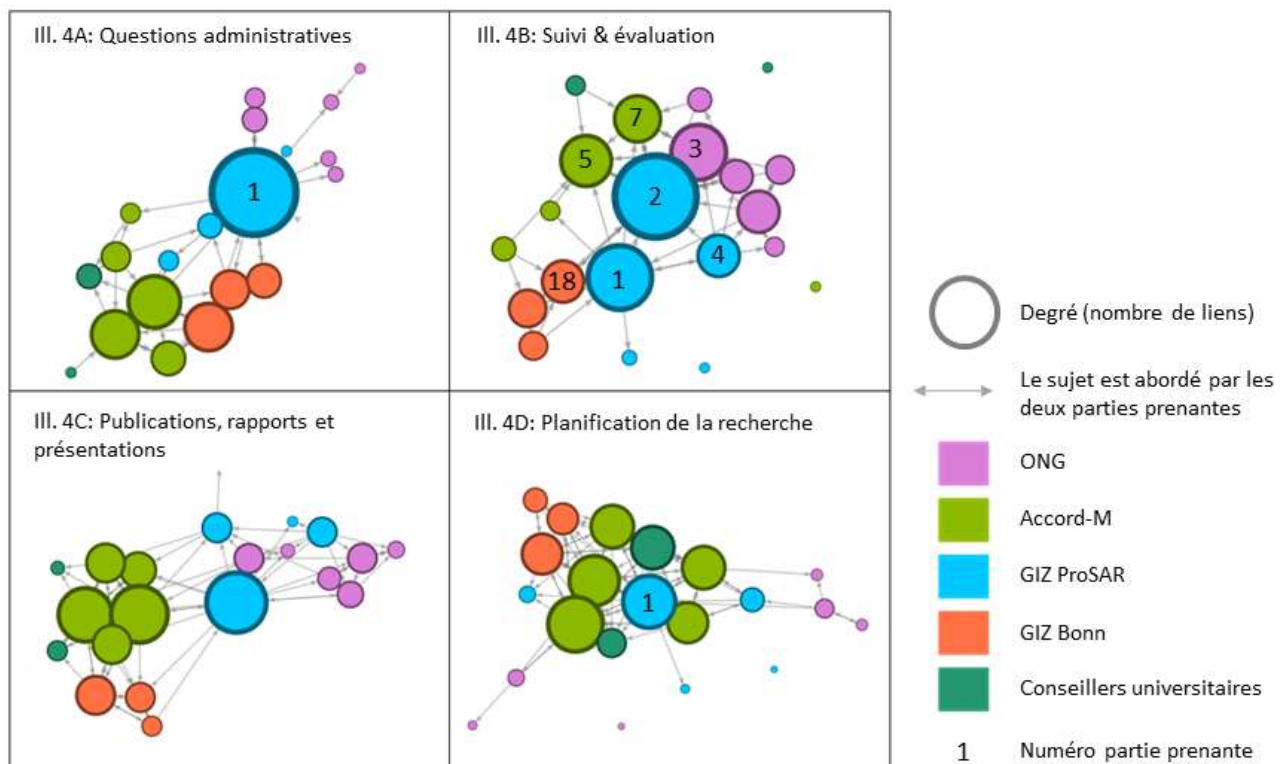 Ill. 4A: Questions administratives
1
Ill. 4B: Suivi & évaluation
7
5
3
2
4
18
1
Ill. 4C: Publications, rapports et
présentations
Ill. 4D: Planification de la recherche
1
Degré (nombre de liens)
Le sujet est abordé par les
deux parties prenantes
ONG
Accord-M
GIZ ProSAR
GIZ Bonn
Conseillers universitaires
1 Numéro partie prenante